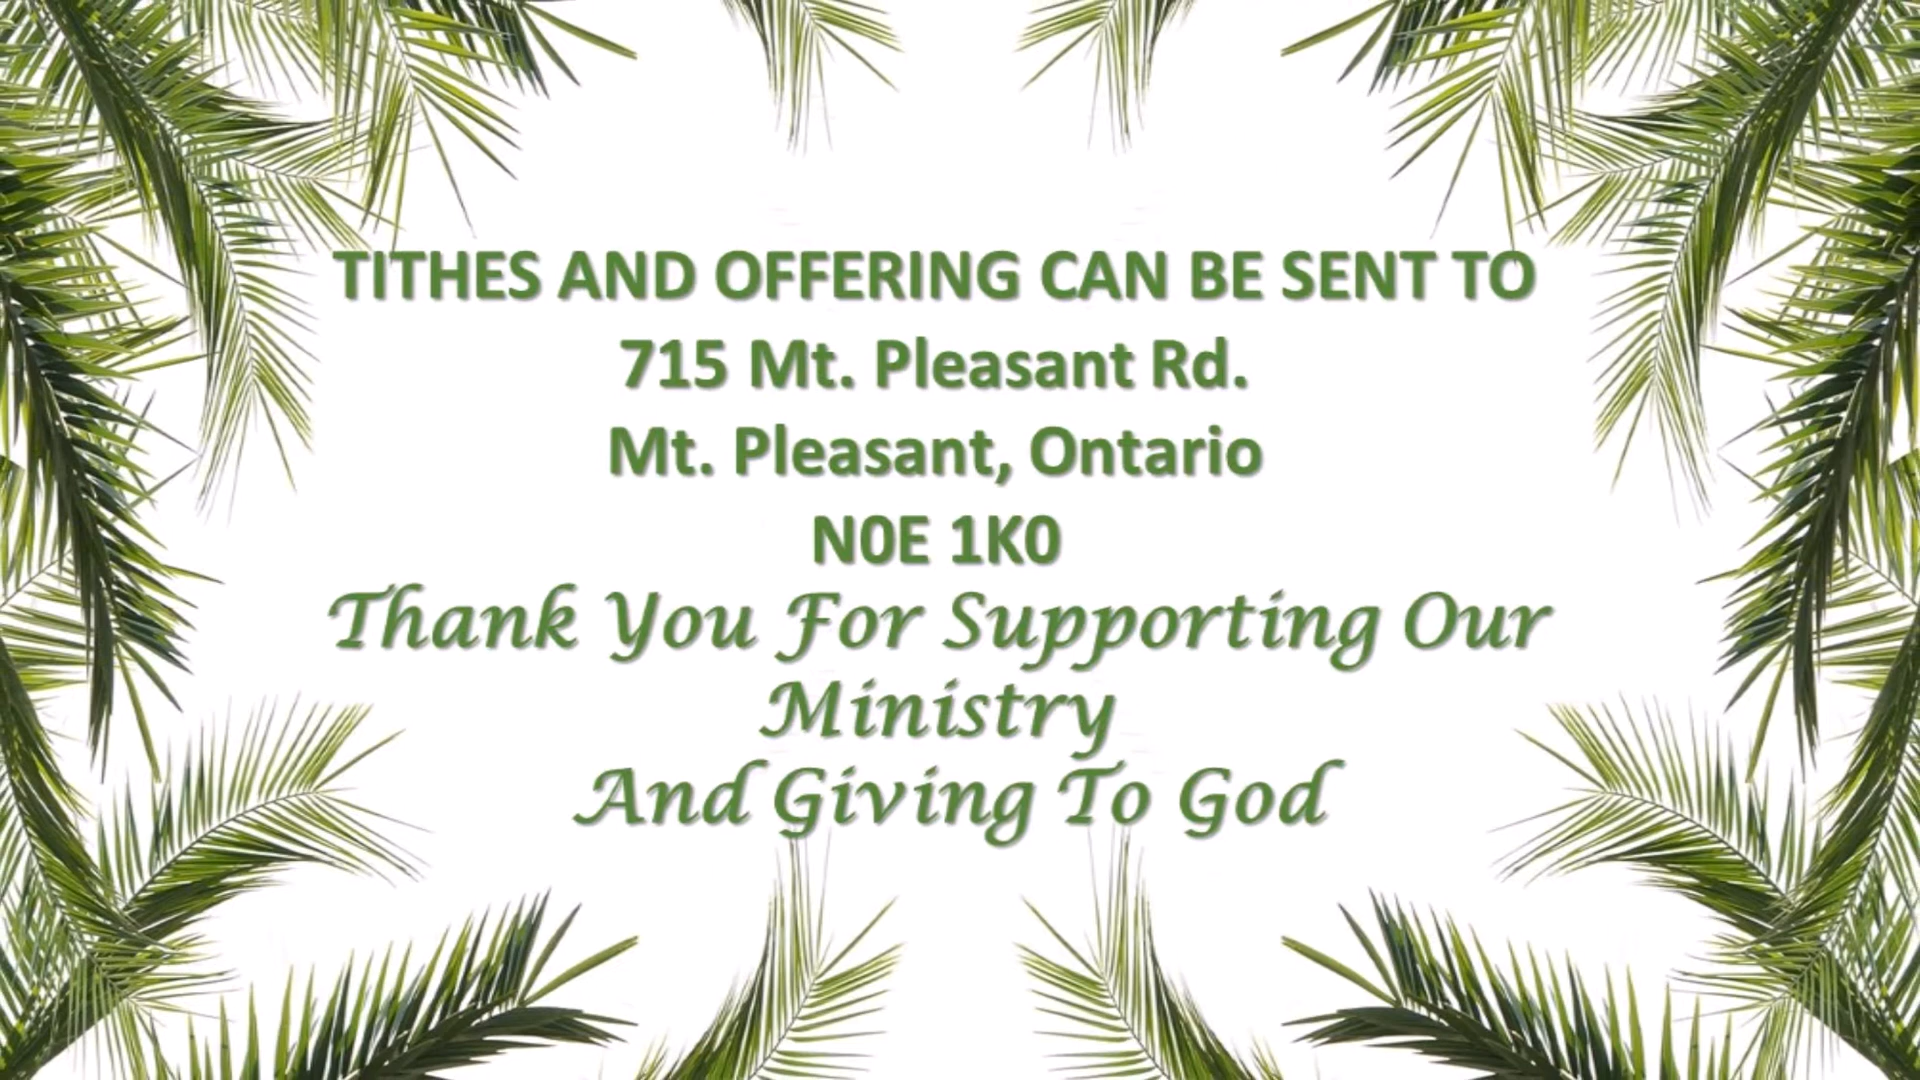 TITHES AND OFFERING CAN BE SENT TO
715 Mt. Pleasant Rd.
Mt. Pleasant, Ontario
N0E 1K0
Thank You For Supporting Our
Ministry
And Giving To God